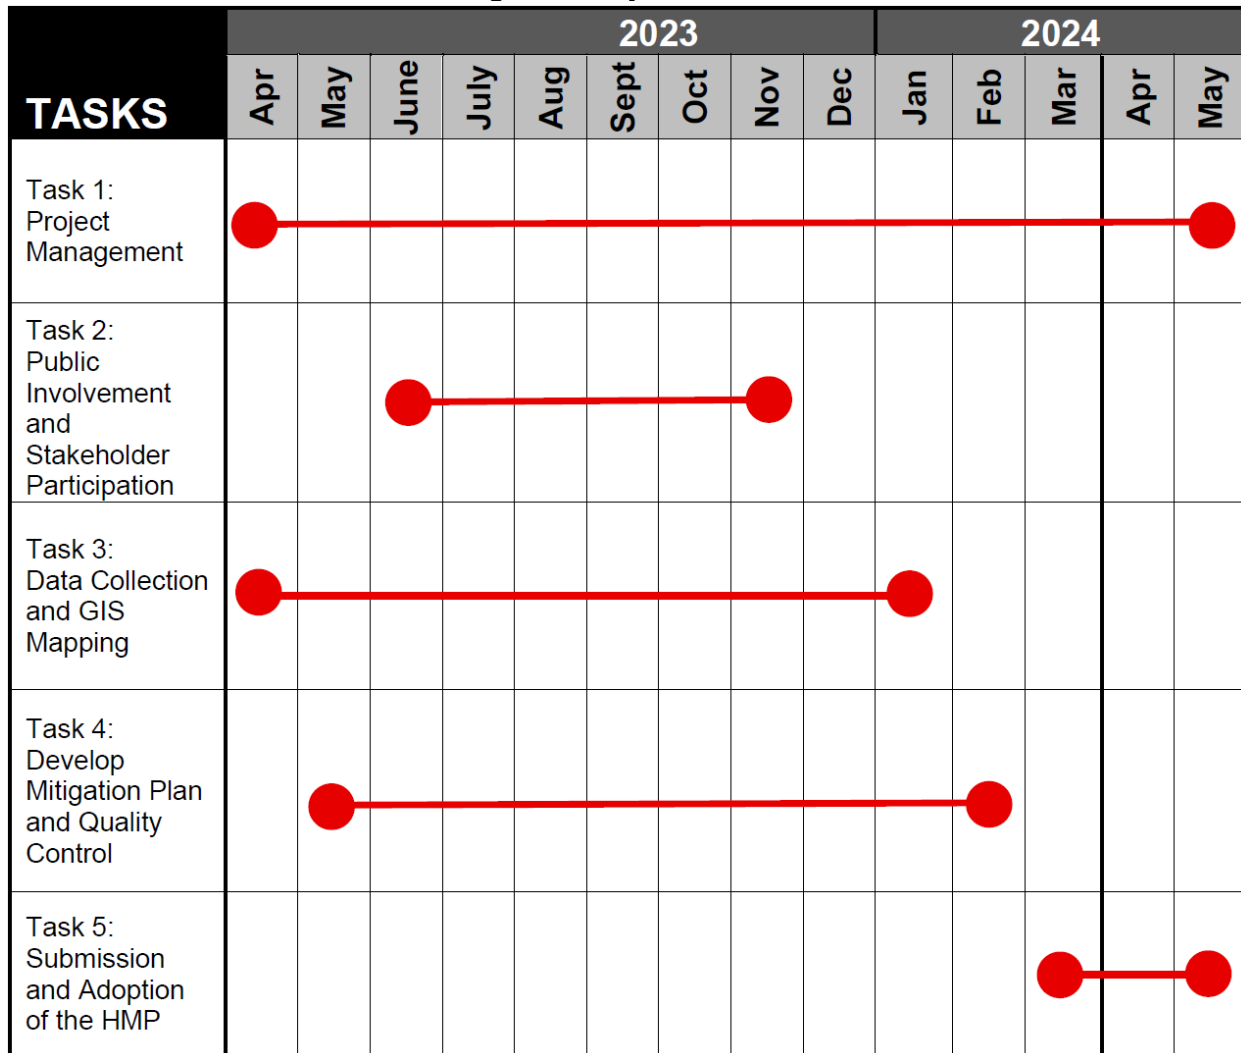 2023 2024
TASKS Apr May June July Aug Sept Oct Nov Dec Jan Feb Mar Apr May
Task 1:
Project
Management
Task 2:
Public
Involvement
and
Stakeholder
Participation
Task 3:
Data Collection
and GIS
Mapping
Task 4:
Develop
Mitigation Plan
and Quality
Control
Task 5:
Submission
and Adoption
of the HMP